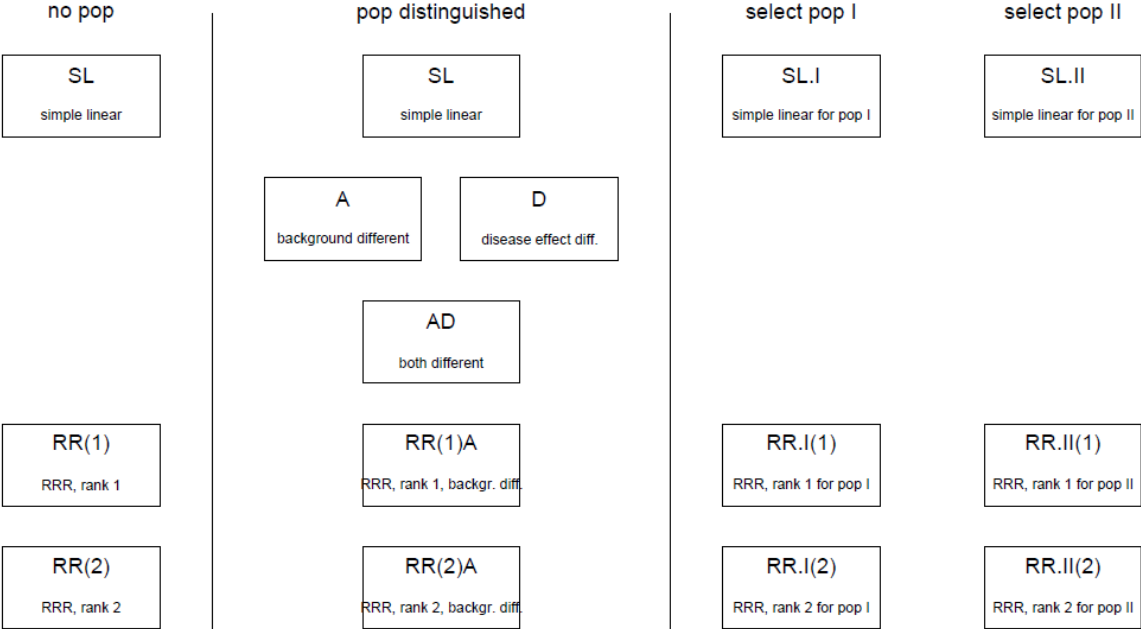 no pop
pop distinguished
select pop I
select pop II
SL
simple linear
SL
simple linear
SL.I
simple linear for pop I
SL.II
simple linear for pop II
A
background different
D
disease effect diff.
AD
both different
RR(1)
RRR, rank 1
RR(1)A
RRR, rank 1, backgr. diff.
RR.I(1)
RRR, rank 1 for pop I
RR.II(1)
RRR, rank 1 for pop II
RR(2)
RRR, rank 2
RR(2)A
RRR, rank 2, backgr. diff.
RR.I(2)
RRR, rank 2 for pop I
RR.II(2)
RRR, rank 2 for pop II